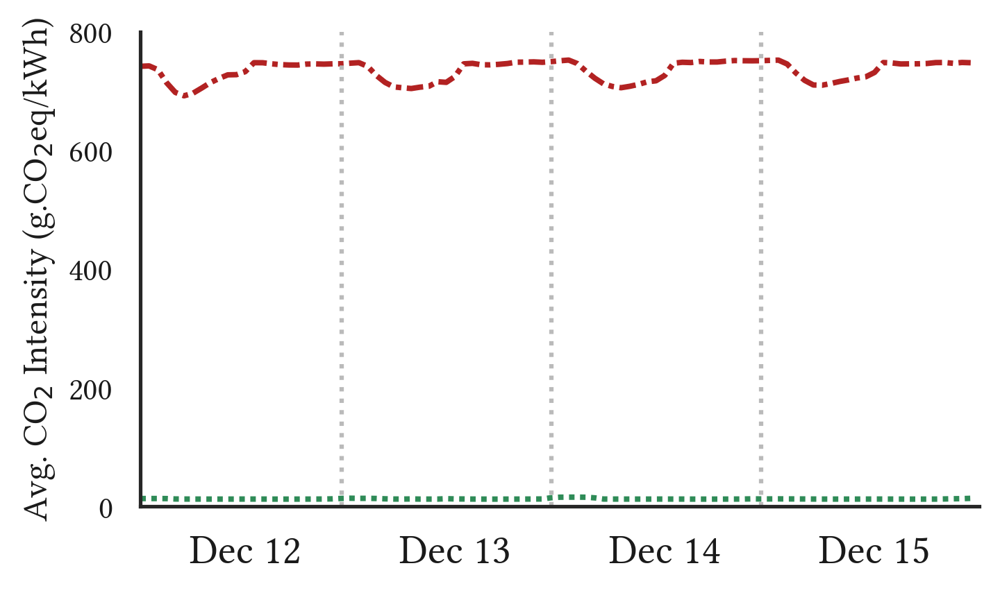 Avg. CO₂ Intensity (g.CO₂eq/kWh)
800
600
400
200
0
Dec 12 Dec 13 Dec 14 Dec 15